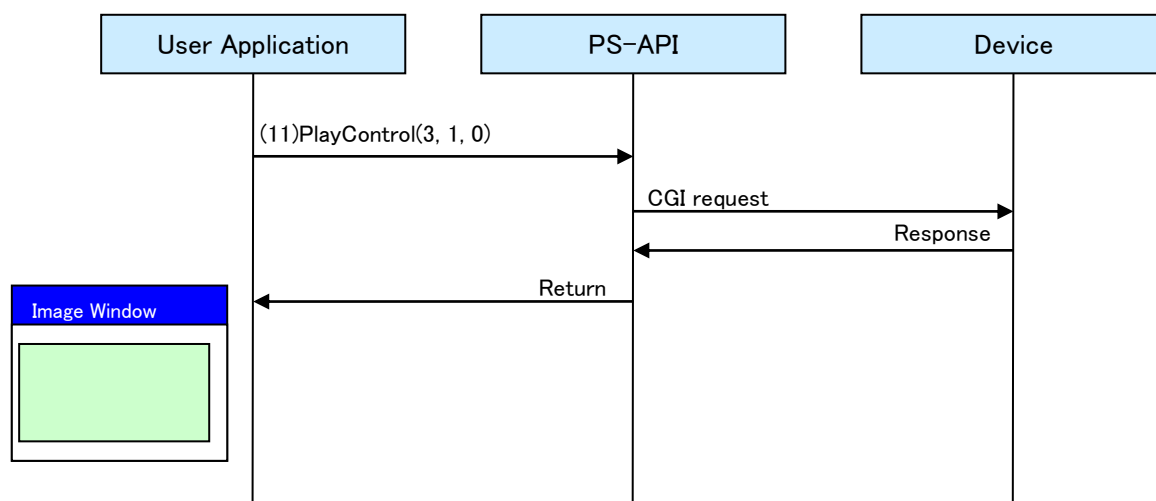 User Application
PS-API
Device
(11)PlayControl(3, 1, 0)
CGI request
Response
Return
Image Window